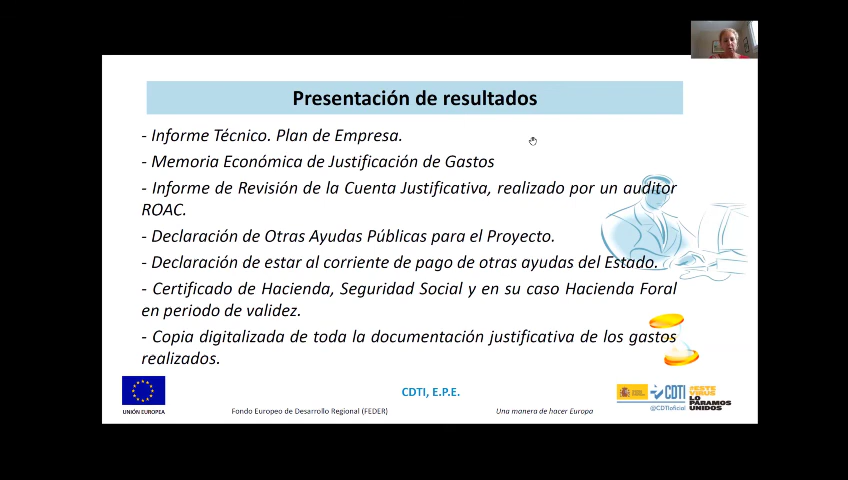 Presentación de resultados
- Informe Técnico. Plan de Empresa.
- Memoria Económica de Justificación de Gastos
- Informe de Revisión de la Cuenta Justificativa, realizado por un auditor
ROAC.
- Declaración de Otras Ayudas Públicas para el Proyecto.
- Declaración de estar al corriente de pago de otras ayudas del Estado.
- Certificado de Hacienda, Seguridad Social y en su caso Hacienda Foral
en periodo de validez.
- Copia digitalizada de toda la documentación justificativa de los gastos
realizados.
CDTI, E.P.E.
UNIÓN EUROPEA
Fondo Europeo de Desarrollo Regional (FEDER)
Una manera de hacer Europa
CDTI
@CDTIoficial
#ESTE
VIRUS
LO
PARAMOS
UNIDOS